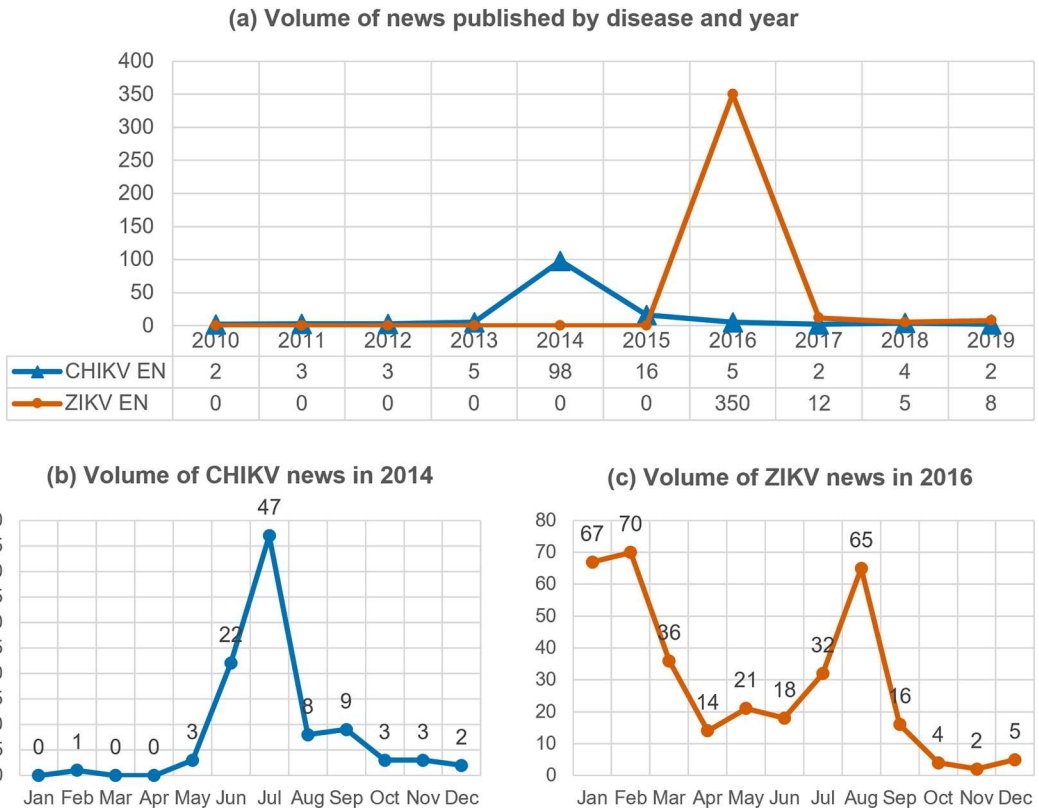 (a) Volume of news published by disease and year
400
350
300
250
200
150
100
50
0
2010 2011 2012 2013 2014 2015 2016 2017 2018 2019
CHIKV EN 2 3 3 5 98 16 5 2 4 2
ZIKV EN 0 0 0 0 0 0 350 12 5 8
(b) Volume of CHIKV news in 2014
0 1 0 0 3 22 47 8 9 3 3 2
Jan Feb Mar Apr May Jun Jul Aug Sep Oct Nov Dec
(c) Volume of ZIKV news in 2016
80
70
60
50
40
30
20
10
0
67 70 36 14 21 18 32 65 16 4 2 5
Jan Feb Mar Apr May Jun Jul Aug Sep Oct Nov Dec